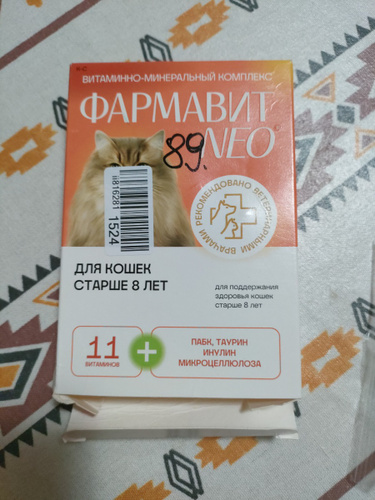 ВИТАМИННО-МИНЕРАЛЬНЫЙ КОМПЛЕКС
ФАРМАВИТ
NEO®
89.
II8162811
1524
РЕКОМЕНДОВАНО ВЕТЕРИНАРНЫМИ ВРАЧАМИ
ДЛЯ КОШЕК
СТАРШЕ 8 ЛЕТ
для поддержания
здоровья кошек
старше 8 лет
11
ВИТАМИНОВ
+
ПАБК, ТАУРИН
ИНУЛИН
МИКРОЦЕЛЛЮЛОЗА